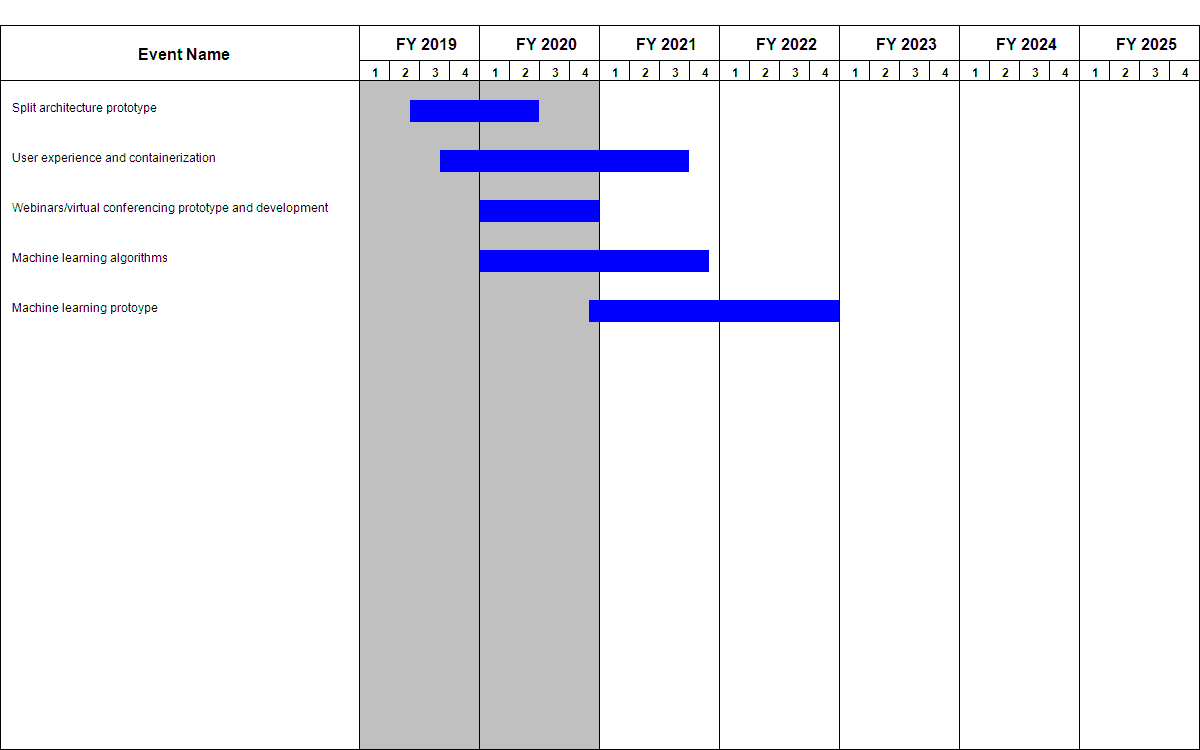 Event Name
FY 2019 FY 2020 FY 2021 FY 2022 FY 2023 FY 2024 FY 2025
1 2 3 4 1 2 3 4 1 2 3 4 1 2 3 4 1 2 3 4 1 2 3 4 1 2 3 4
Split architecture prototype
User experience and containerization
Webinars/virtual conferencing prototype and development
Machine learning algorithms
Machine learning protoype